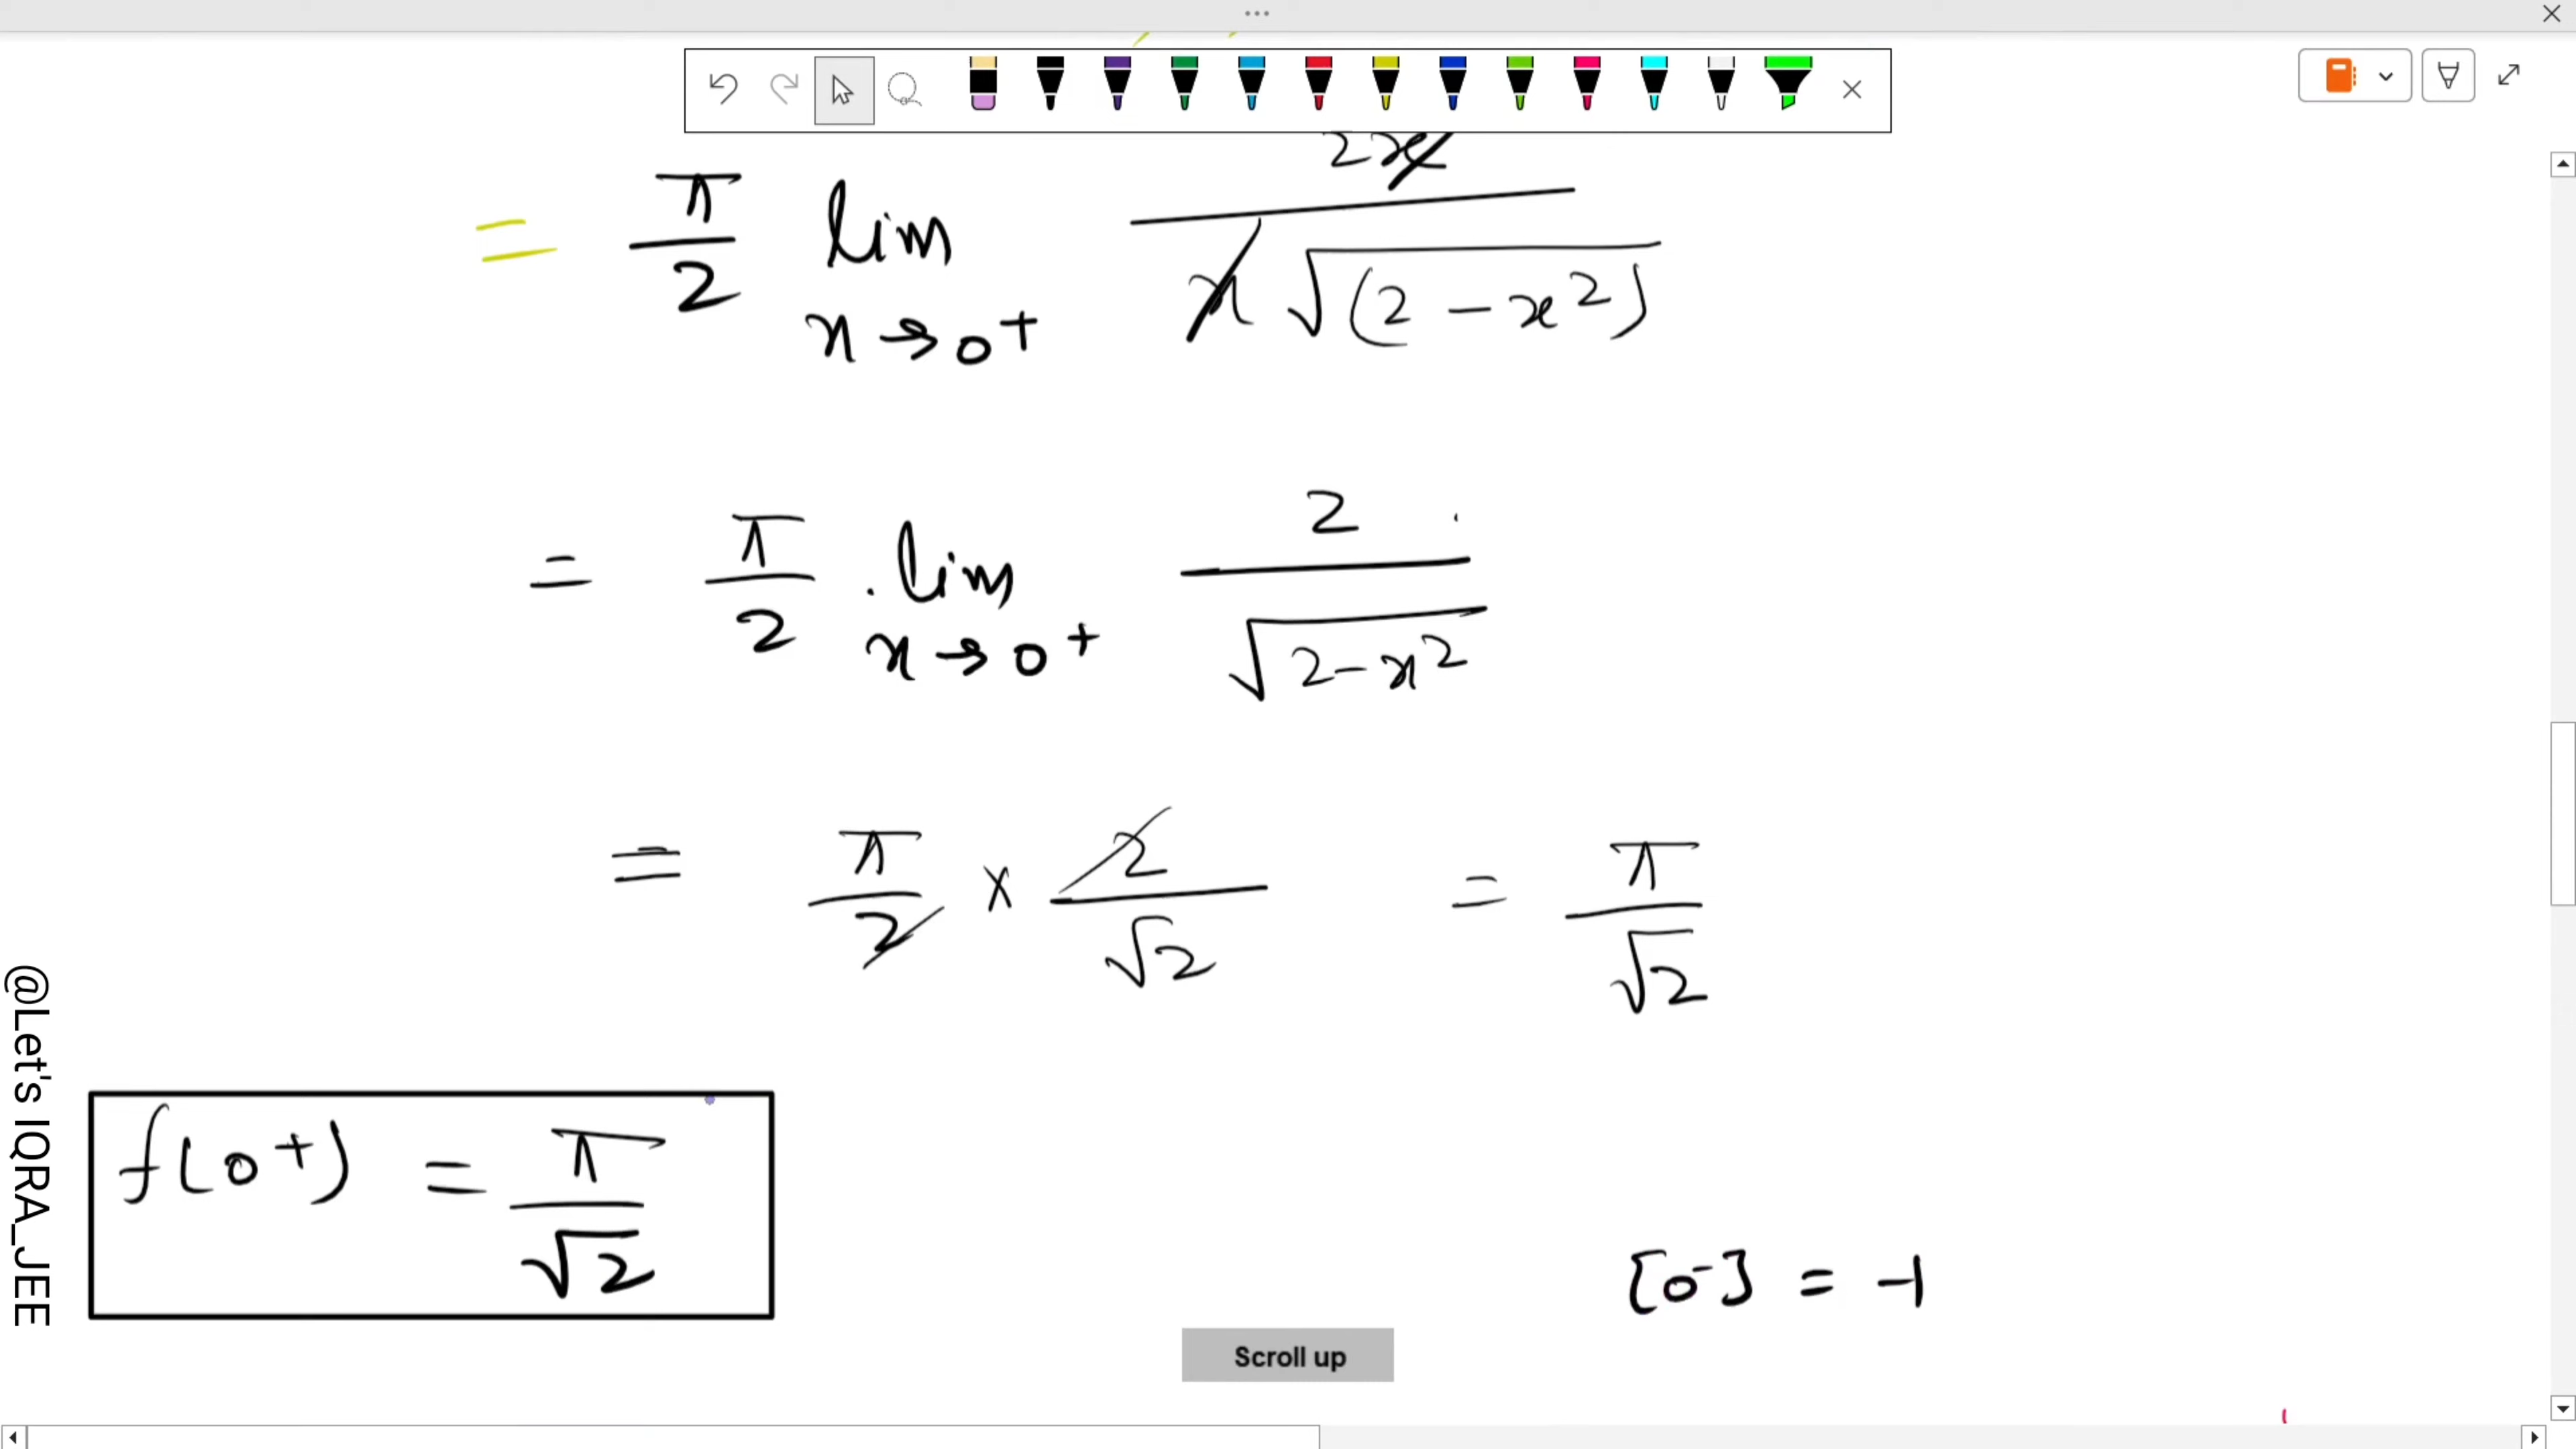 = π/2 lim x→0+ 2x / x√(2-x²)
= π/2 . lim x→0+ 2 / √2-x²
= π/2 × 2/√2 = π/√2
f(0+) = π/√2
[0-] = -1
Scroll up
@Let's IQRA_JEE